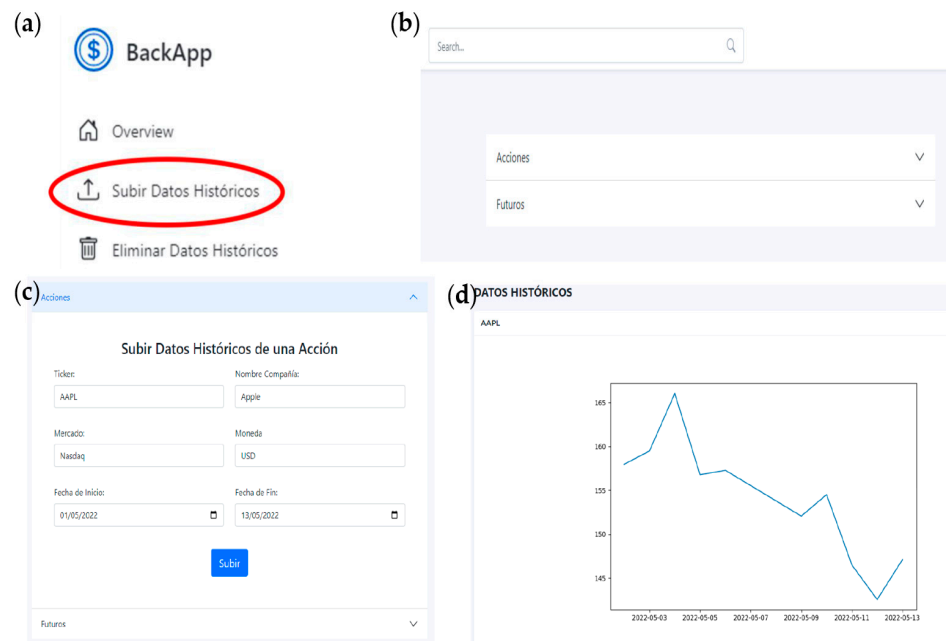 (a)
BackApp
Overview
Subir Datos Históricos
Eliminar Datos Históricos
(b)
Search...
Acciones
Futuros
(c)
Acciones
Subir Datos Históricos de una Acción
Ticker: Nombre Compañía:
AAPL Apple
Mercado: Moneda
Nasdaq USD
Fecha de Inicio: Fecha de Fin:
01/05/2022 13/05/2022
Subir
Futuros
(d)
DATOS HISTÓRICOS
AAPL
165
160
155
150
145
2022-05-03 2022-05-05 2022-05-07 2022-05-09 2022-05-11 2022-05-13